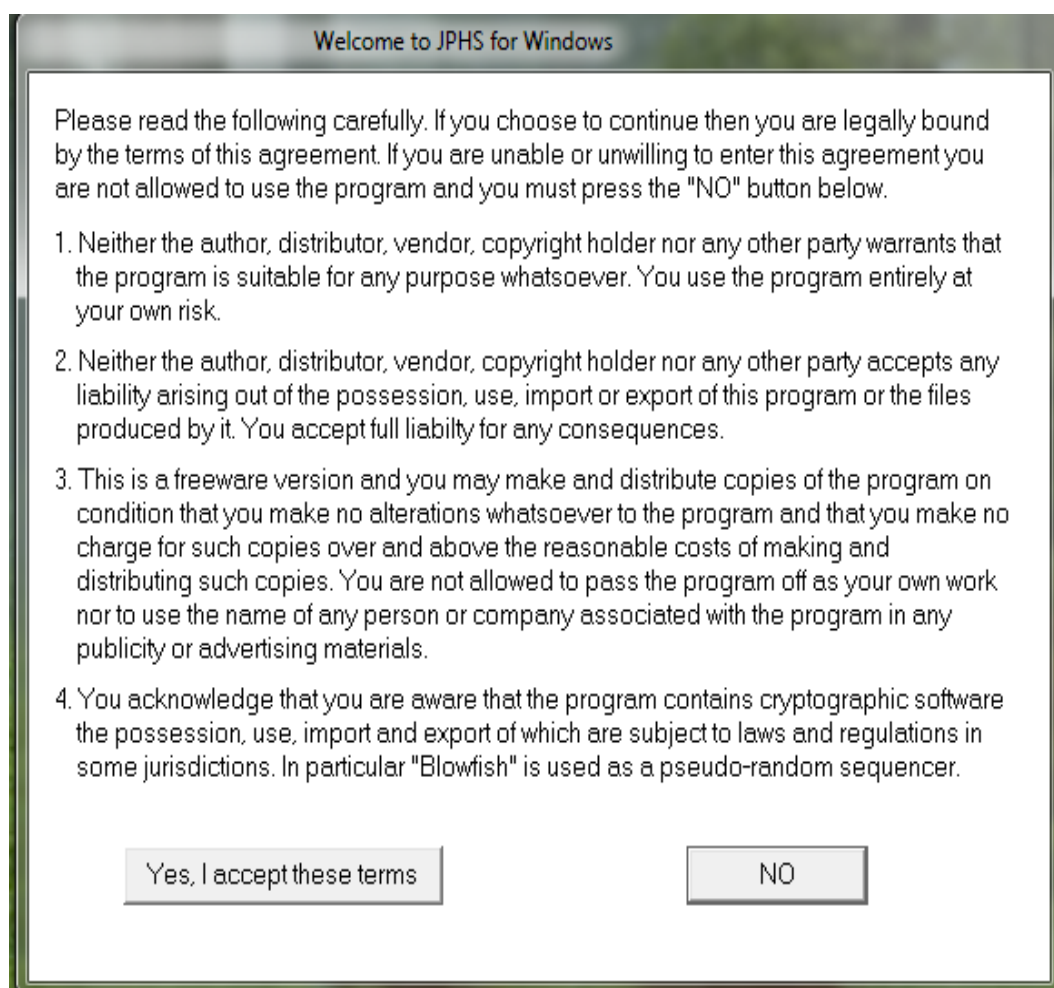 Welcome to JPHS for Windows
Please read the following carefully. If you choose to continue then you are legally bound
by the terms of this agreement. If you are unable or unwilling to enter this agreement you
are not allowed to use the program and you must press the "NO" button below.
1. Neither the author, distributor, vendor, copyright holder nor any other party warrants that
the program is suitable for any purpose whatsoever. You use the program entirely at
your own risk.
2. Neither the author, distributor, vendor, copyright holder nor any other party accepts any
liability arising out of the possession, use, import or export of this program or the files
produced by it. You accept full liabilty for any consequences.
3. This is a freeware version and you may make and distribute copies of the program on
condition that you make no alterations whatsoever to the program and that you make no
charge for such copies over and above the reasonable costs of making and
distributing such copies. You are not allowed to pass the program off as your own work
nor to use the name of any person or company associated with the program in any
publicity or advertising materials.
4. You acknowledge that you are aware that the program contains cryptographic software
the possession, use, import and export of which are subject to laws and regulations in
some jurisdictions. In particular "Blowfish" is used as a pseudo-random sequencer.
Yes, I accept these terms
NO